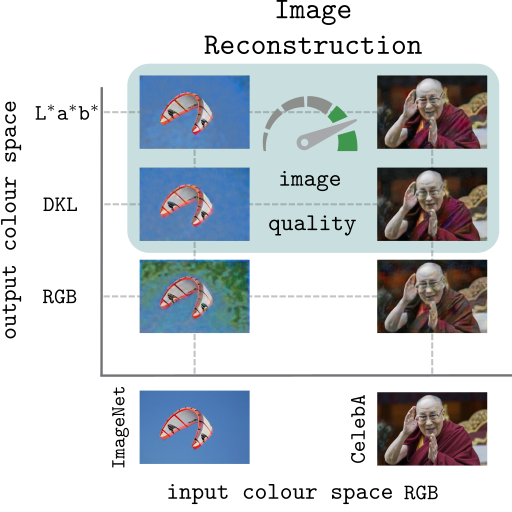 Image
Reconstruction
L*a*b*
image
DKL
quality
RGB
output colour space
ImageNet
CelebA
input colour space RGB